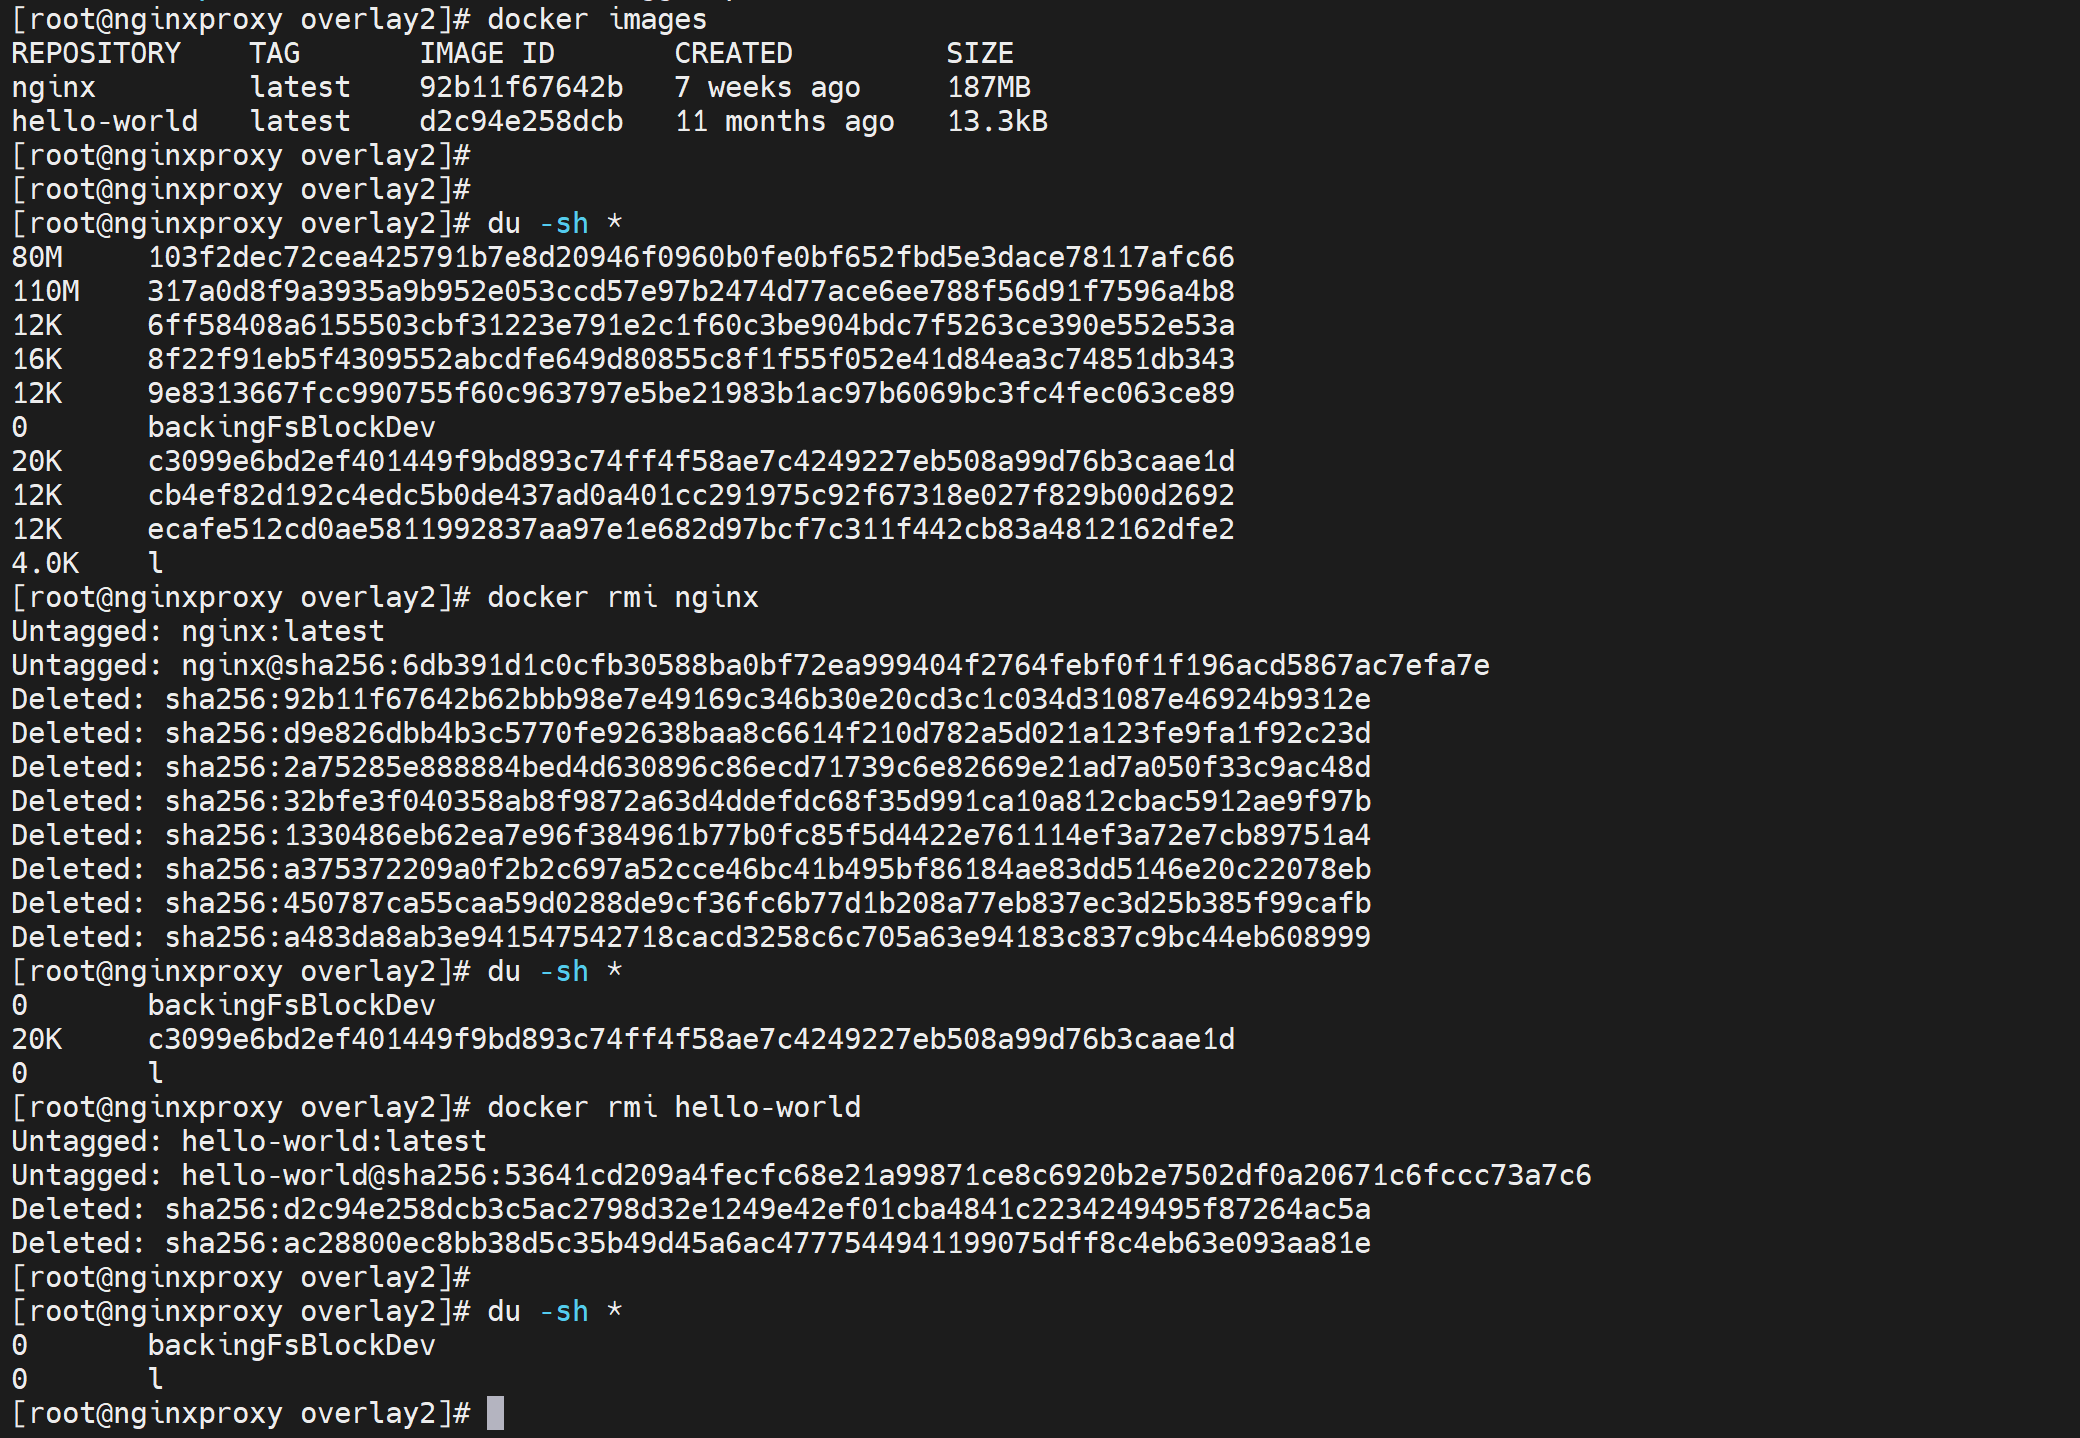 [root@nginxproxy overlay2]# docker images
REPOSITORY    TAG       IMAGE ID       CREATED         SIZE
nginx         latest    92b11f67642b   7 weeks ago     187MB
hello-world   latest    d2c94e258dcb   11 months ago   13.3kB
[root@nginxproxy overlay2]#
[root@nginxproxy overlay2]#
[root@nginxproxy overlay2]# du -sh *
80M     103f2dec72cea425791b7e8d20946f0960b0fe0bf652fbd5e3dace78117afc66
110M    317a0d8f9a3935a9b952e053ccd57e97b2474d77ace6ee788f56d91f7596a4b8
12K     6ff58408a6155503cbf31223e791e2c1f60c3be904bdc7f5263ce390e552e53a
16K     8f22f91eb5f4309552abcdfe649d80855c8f1f55f052e41d84ea3c74851db343
12K     9e8313667fcc990755f60c963797e5be21983b1ac97b6069bc3fc4fec063ce89
0       backingFsBlockDev
20K     c3099e6bd2ef401449f9bd893c74ff4f58ae7c4249227eb508a99d76b3caae1d
12K     cb4ef82d192c4edc5b0de437ad0a401cc291975c92f67318e027f829b00d2692
12K     ecafe512cd0ae5811992837aa97e1e682d97bcf7c311f442cb83a4812162dfe2
4.0K    l
[root@nginxproxy overlay2]# docker rmi nginx
Untagged: nginx:latest
Untagged: nginx@sha256:6db391d1c0cfb30588ba0bf72ea999404f2764febf0f1f196acd5867ac7efa7e
Deleted: sha256:92b11f67642b62bbb98e7e49169c346b30e20cd3c1c034d31087e46924b9312e
Deleted: sha256:d9e826dbb4b3c5770fe92638baa8c6614f210d782a5d021a123fe9fa1f92c23d
Deleted: sha256:2a75285e888884bed4d630896c86ecd71739c6e82669e21ad7a050f33c9ac48d
Deleted: sha256:32bfe3f040358ab8f9872a63d4ddefdc68f35d991ca10a812cbac5912ae9f97b
Deleted: sha256:1330486eb62ea7e96f384961b77b0fc85f5d4422e761114ef3a72e7cb89751a4
Deleted: sha256:a375372209a0f2b2c697a52cce46bc41b495bf86184ae83dd5146e20c22078eb
Deleted: sha256:450787ca55caa59d0288de9cf36fc6b77d1b208a77eb837ec3d25b385f99cafb
Deleted: sha256:a483da8ab3e941547542718cacd3258c6c705a63e94183c837c9bc44eb608999
[root@nginxproxy overlay2]# du -sh *
0       backingFsBlockDev
20K     c3099e6bd2ef401449f9bd893c74ff4f58ae7c4249227eb508a99d76b3caae1d
0       l
[root@nginxproxy overlay2]# docker rmi hello-world
Untagged: hello-world:latest
Untagged: hello-world@sha256:53641cd209a4fecfc68e21a99871ce8c6920b2e7502df0a20671c6fccc73a7c6
Deleted: sha256:d2c94e258dcb3c5ac2798d32e1249e42ef01cba4841c2234249495f87264ac5a
Deleted: sha256:ac28800ec8bb38d5c35b49d45a6ac4777544941199075dff8c4eb63e093aa81e
[root@nginxproxy overlay2]#
[root@nginxproxy overlay2]# du -sh *
0       backingFsBlockDev
0       l
[root@nginxproxy overlay2]#